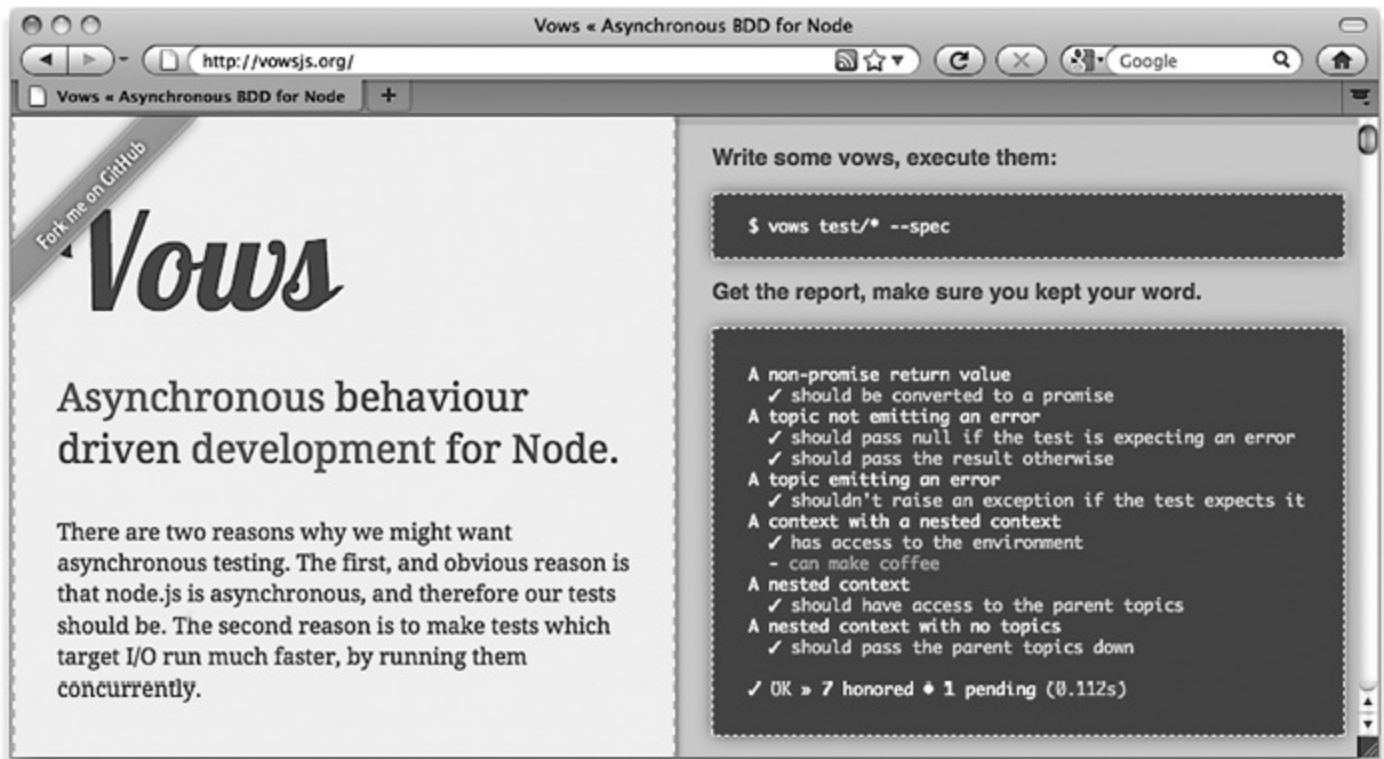 Vows « Asynchronous BDD for Node
http://vowsjs.org/
Google
Vows « Asynchronous BDD for Node +
Fork me on GitHub
Vows
Asynchronous behaviour
driven development for Node.
There are two reasons why we might want
asynchronous testing. The first, and obvious reason is
that node.js is asynchronous, and therefore our tests
should be. The second reason is to make tests which
target I/O run much faster, by running them
concurrently.
Write some vows, execute them:
$ vows test/* --spec
Get the report, make sure you kept your word.
A non-promise return value
✓ should be converted to a promise
A topic not emitting an error
✓ should pass null if the test is expecting an error
✓ should pass the result otherwise
A topic emitting an error
✓ shouldn't raise an exception if the test expects it
A context with a nested context
✓ has access to the environment
- can make coffee
A nested context
✓ should have access to the parent topics
A nested context with no topics
✓ should pass the parent topics down
✓ OK » 7 honored • 1 pending (0.112s)